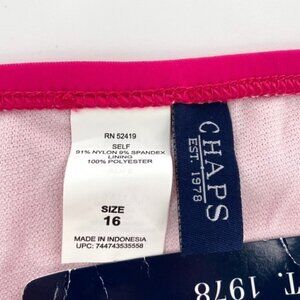 RN 52419
SELF
91% NYLON 9% SPANDEX
LINING
100% POLYESTER
SIZE
16
MADE IN INDONESIA
UPC: 744743535558
CHAPS
EST. 1978
T. 1978